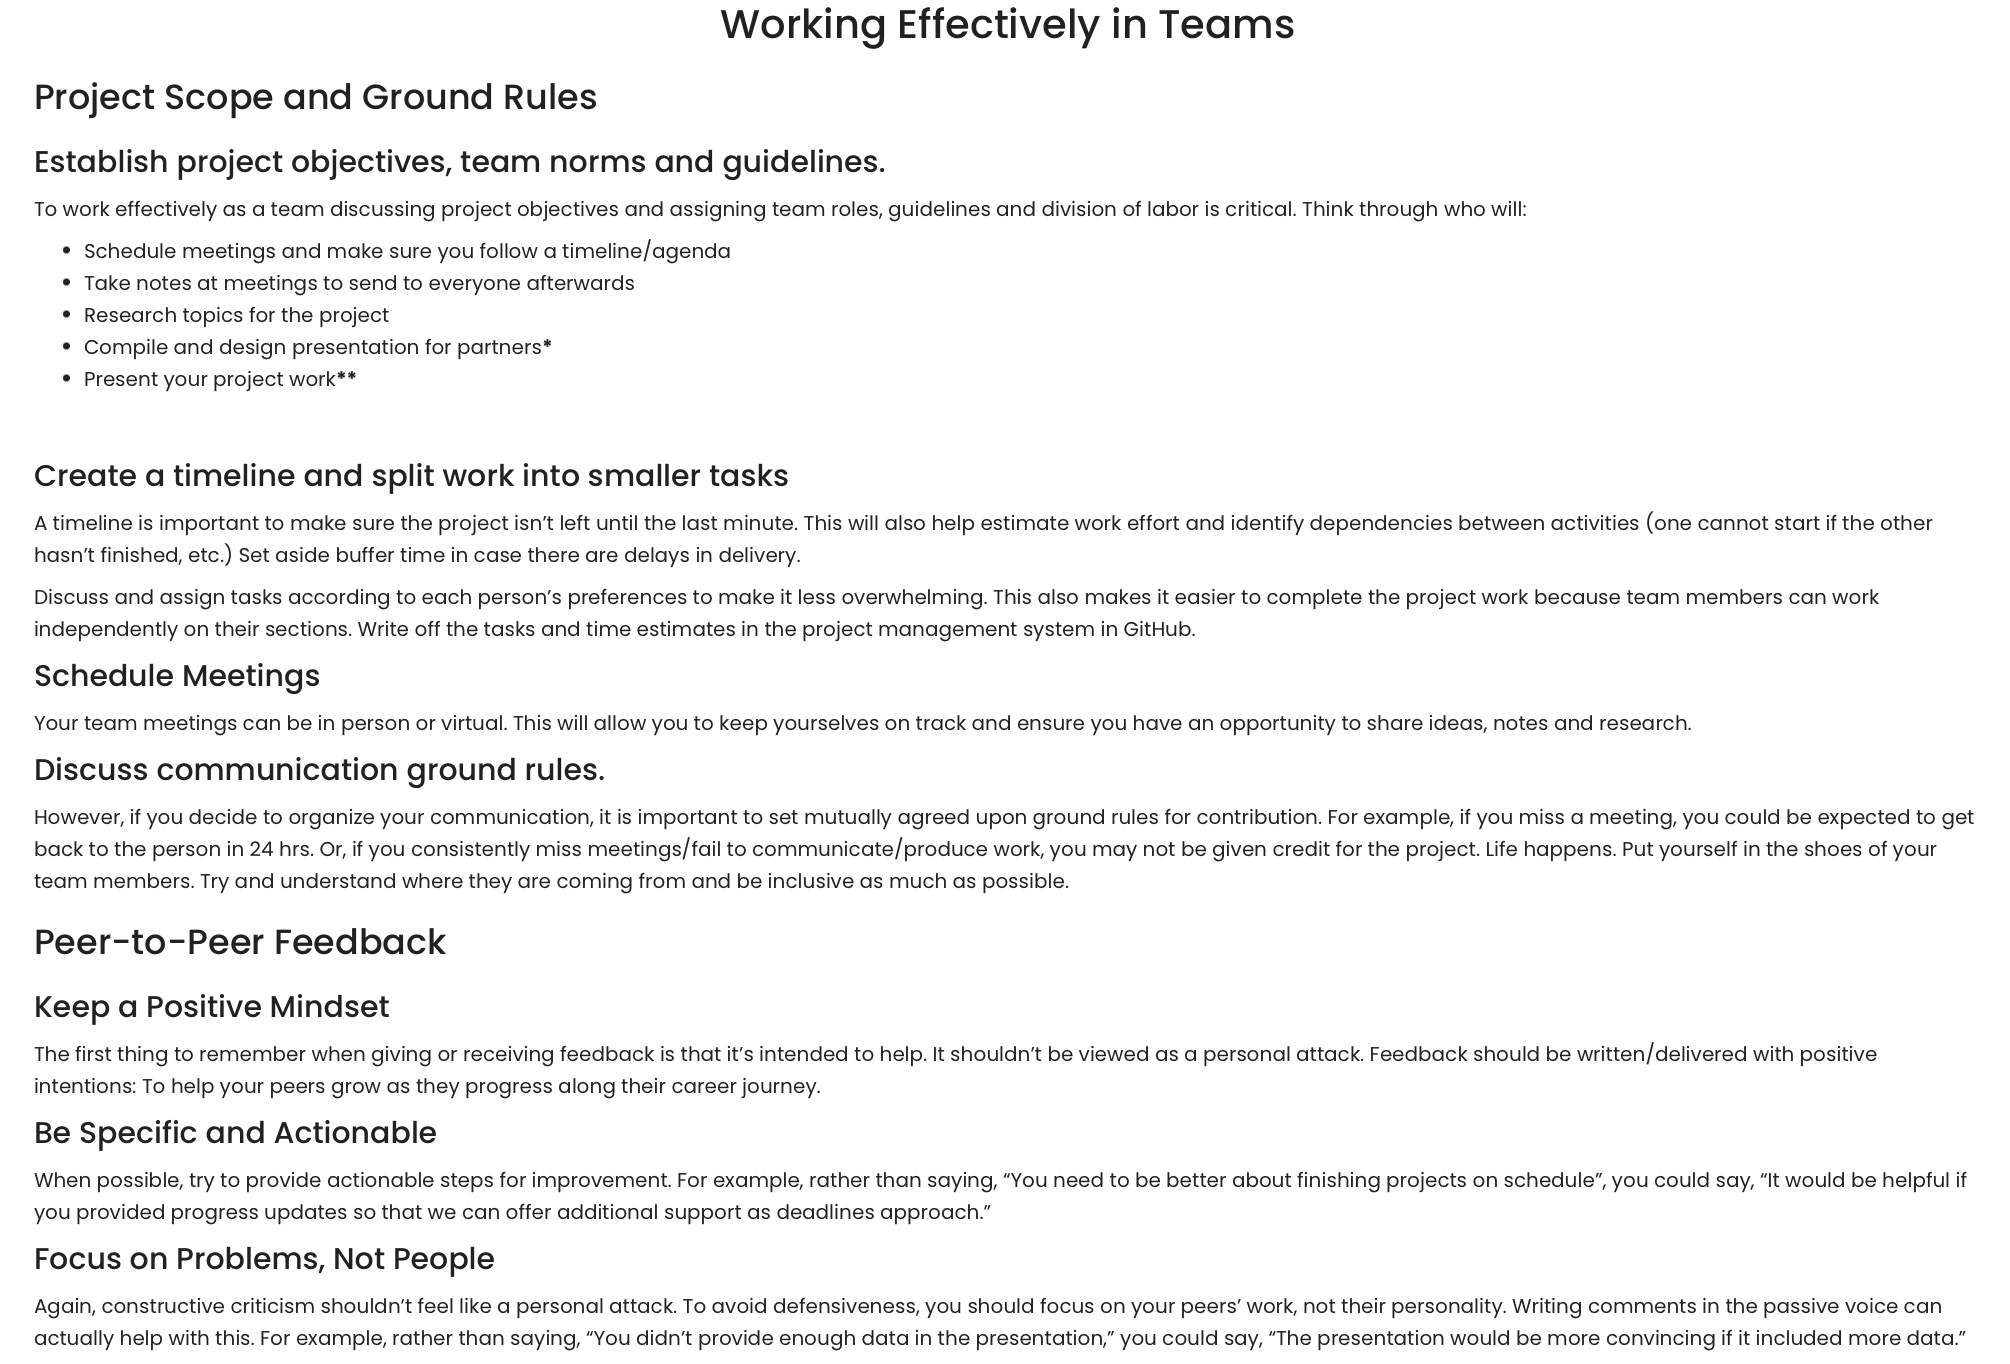 Working Effectively in Teams
Project Scope and Ground Rules
Establish project objectives, team norms and guidelines.
To work effectively as a team discussing project objectives and assigning team roles, guidelines and division of labor is critical. Think through who will:
• Schedule meetings and make sure you follow a timeline/agenda
• Take notes at meetings to send to everyone afterwards
• Research topics for the project
• Compile and design presentation for partners*
• Present your project work**
Create a timeline and split work into smaller tasks
A timeline is important to make sure the project isn’t left until the last minute. This will also help estimate work effort and identify dependencies between activities (one cannot start if the other
hasn’t finished, etc.) Set aside buffer time in case there are delays in delivery.
Discuss and assign tasks according to each person’s preferences to make it less overwhelming. This also makes it easier to complete the project work because team members can work
independently on their sections. Write off the tasks and time estimates in the project management system in GitHub.
Schedule Meetings
Your team meetings can be in person or virtual. This will allow you to keep yourselves on track and ensure you have an opportunity to share ideas, notes and research.
Discuss communication ground rules.
However, if you decide to organize your communication, it is important to set mutually agreed upon ground rules for contribution. For example, if you miss a meeting, you could be expected to get
back to the person in 24 hrs. Or, if you consistently miss meetings/fail to communicate/produce work, you may not be given credit for the project. Life happens. Put yourself in the shoes of your
team members. Try and understand where they are coming from and be inclusive as much as possible.
Peer-to-Peer Feedback
Keep a Positive Mindset
The first thing to remember when giving or receiving feedback is that it’s intended to help. It shouldn’t be viewed as a personal attack. Feedback should be written/delivered with positive
intentions: To help your peers grow as they progress along their career journey.
Be Specific and Actionable
When possible, try to provide actionable steps for improvement. For example, rather than saying, “You need to be better about finishing projects on schedule”, you could say, “It would be helpful if
you provided progress updates so that we can offer additional support as deadlines approach.”
Focus on Problems, Not People
Again, constructive criticism shouldn’t feel like a personal attack. To avoid defensiveness, you should focus on your peers’ work, not their personality. Writing comments in the passive voice can
actually help with this. For example, rather than saying, “You didn’t provide enough data in the presentation,” you could say, “The presentation would be more convincing if it included more data.”